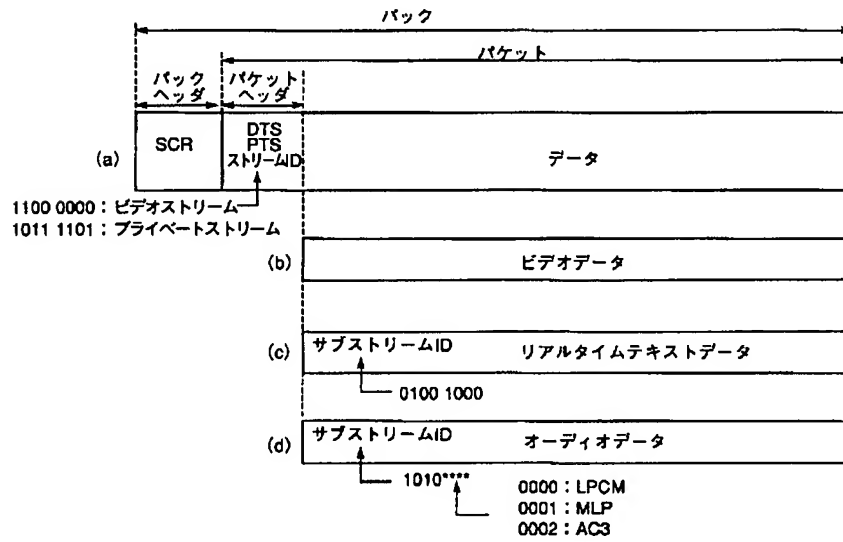 パック
パケット
パック
ヘッダ
パケット
ヘッダ
(a)
SCR
DTS
PTS
ストリームID
データ
1100 0000：ビデオストリーム
1011 1101：プライベートストリーム
(b)
ビデオデータ
(c)
サブストリームID
リアルタイムテキストデータ
0100 1000
(d)
サブストリームID
オーディオデータ
1010****
0000：LPCM
0001：MLP
0002：AC3